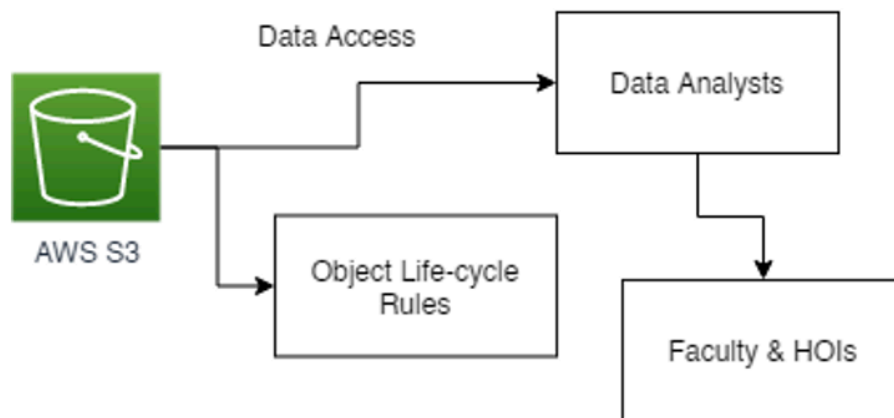 Data Access
Data Analysts
AWS S3
Object Life-cycle
Rules
Faculty & HOIs